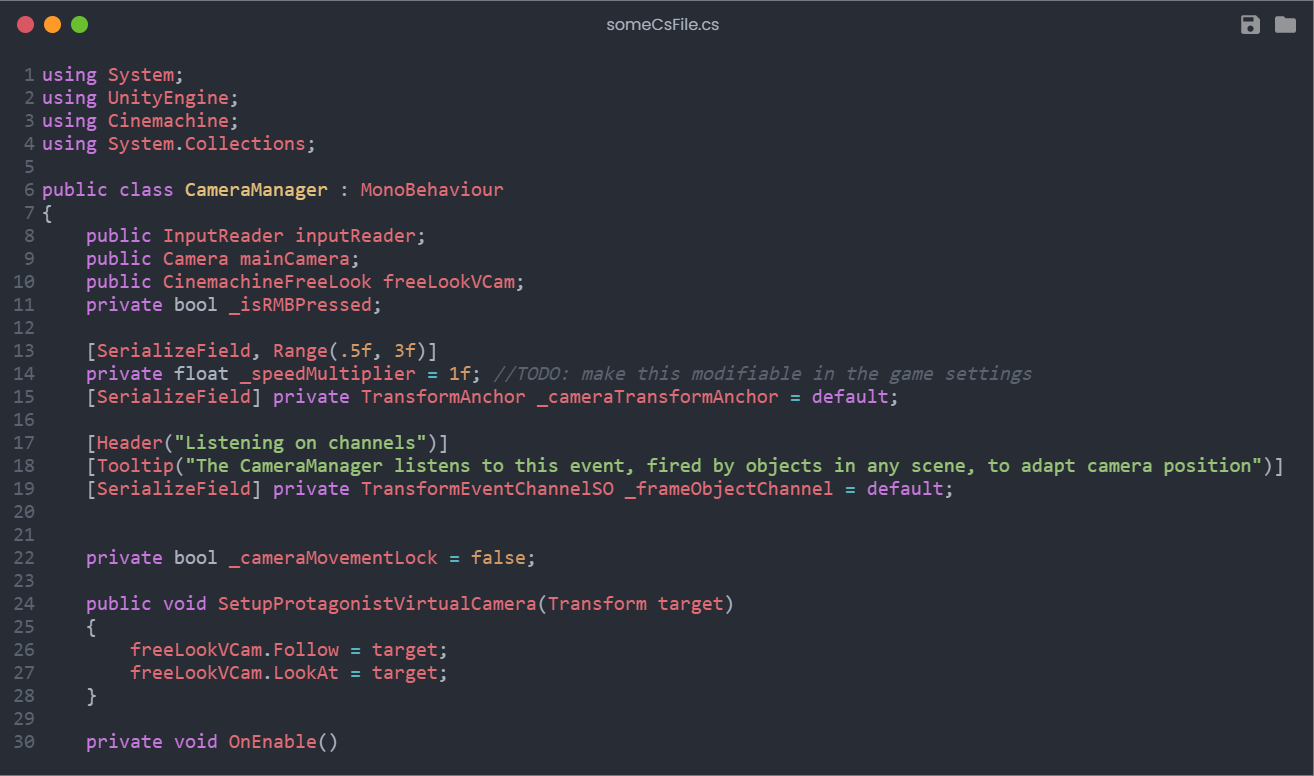 someCsFile.cs
1 using System;
2 using UnityEngine;
3 using Cinemachine;
4 using System.Collections;
5
6 public class CameraManager : MonoBehaviour
7 {
8     public InputReader inputReader;
9     public Camera mainCamera;
10     public CinemachineFreeLook freeLookVCam;
11     private bool _isRMBPressed;
12
13     [SerializeField, Range(.5f, 3f)]
14     private float _speedMultiplier = 1f; //TODO: make this modifiable in the game settings
15     [SerializeField] private TransformAnchor _cameraTransformAnchor = default;
16
17     [Header("Listening on channels")]
18     [Tooltip("The CameraManager listens to this event, fired by objects in any scene, to adapt camera position")]
19     [SerializeField] private TransformEventChannelSO _frameObjectChannel = default;
20
21
22     private bool _cameraMovementLock = false;
23
24     public void SetupProtagonistVirtualCamera(Transform target)
25     {
26         freeLookVCam.Follow = target;
27         freeLookVCam.LookAt = target;
28     }
29
30     private void OnEnable()